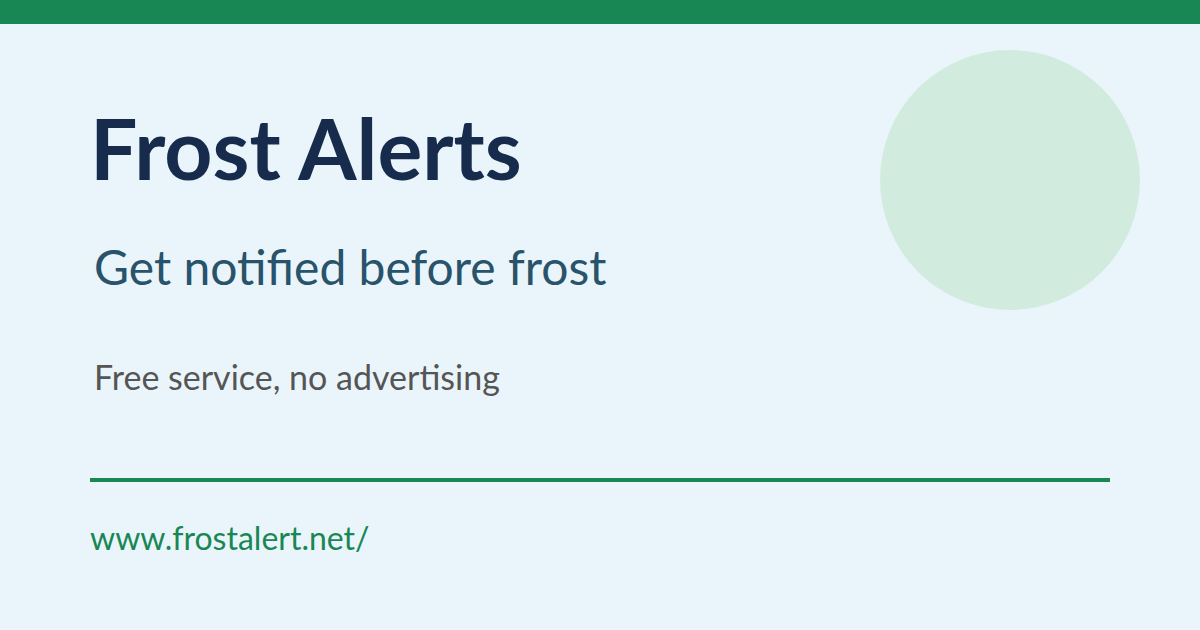 Frost Alerts
Get notified before frost
Free service, no advertising
www.frostalert.net/